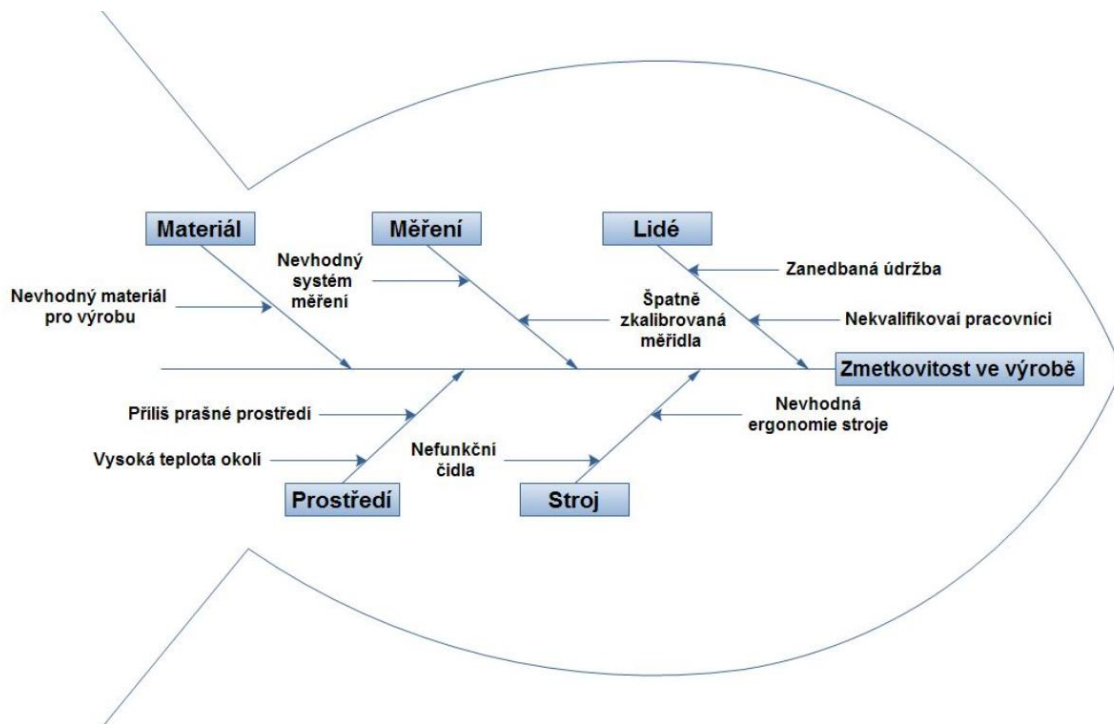 Materiál
Měření
Lidé
Nevhodný materiál
pro výrobu
Nevhodný
systém
měření
Špatně
zkalibrovaná
měřidla
Zanedbaná údržba
Nekvalifikovaí pracovníci
Zmetkovitost ve výrobě
Příliš prašné prostředí
Vysoká teplota okolí
Nefunkční
čidla
Nevhodná
ergonomie stroje
Prostředí
Stroj